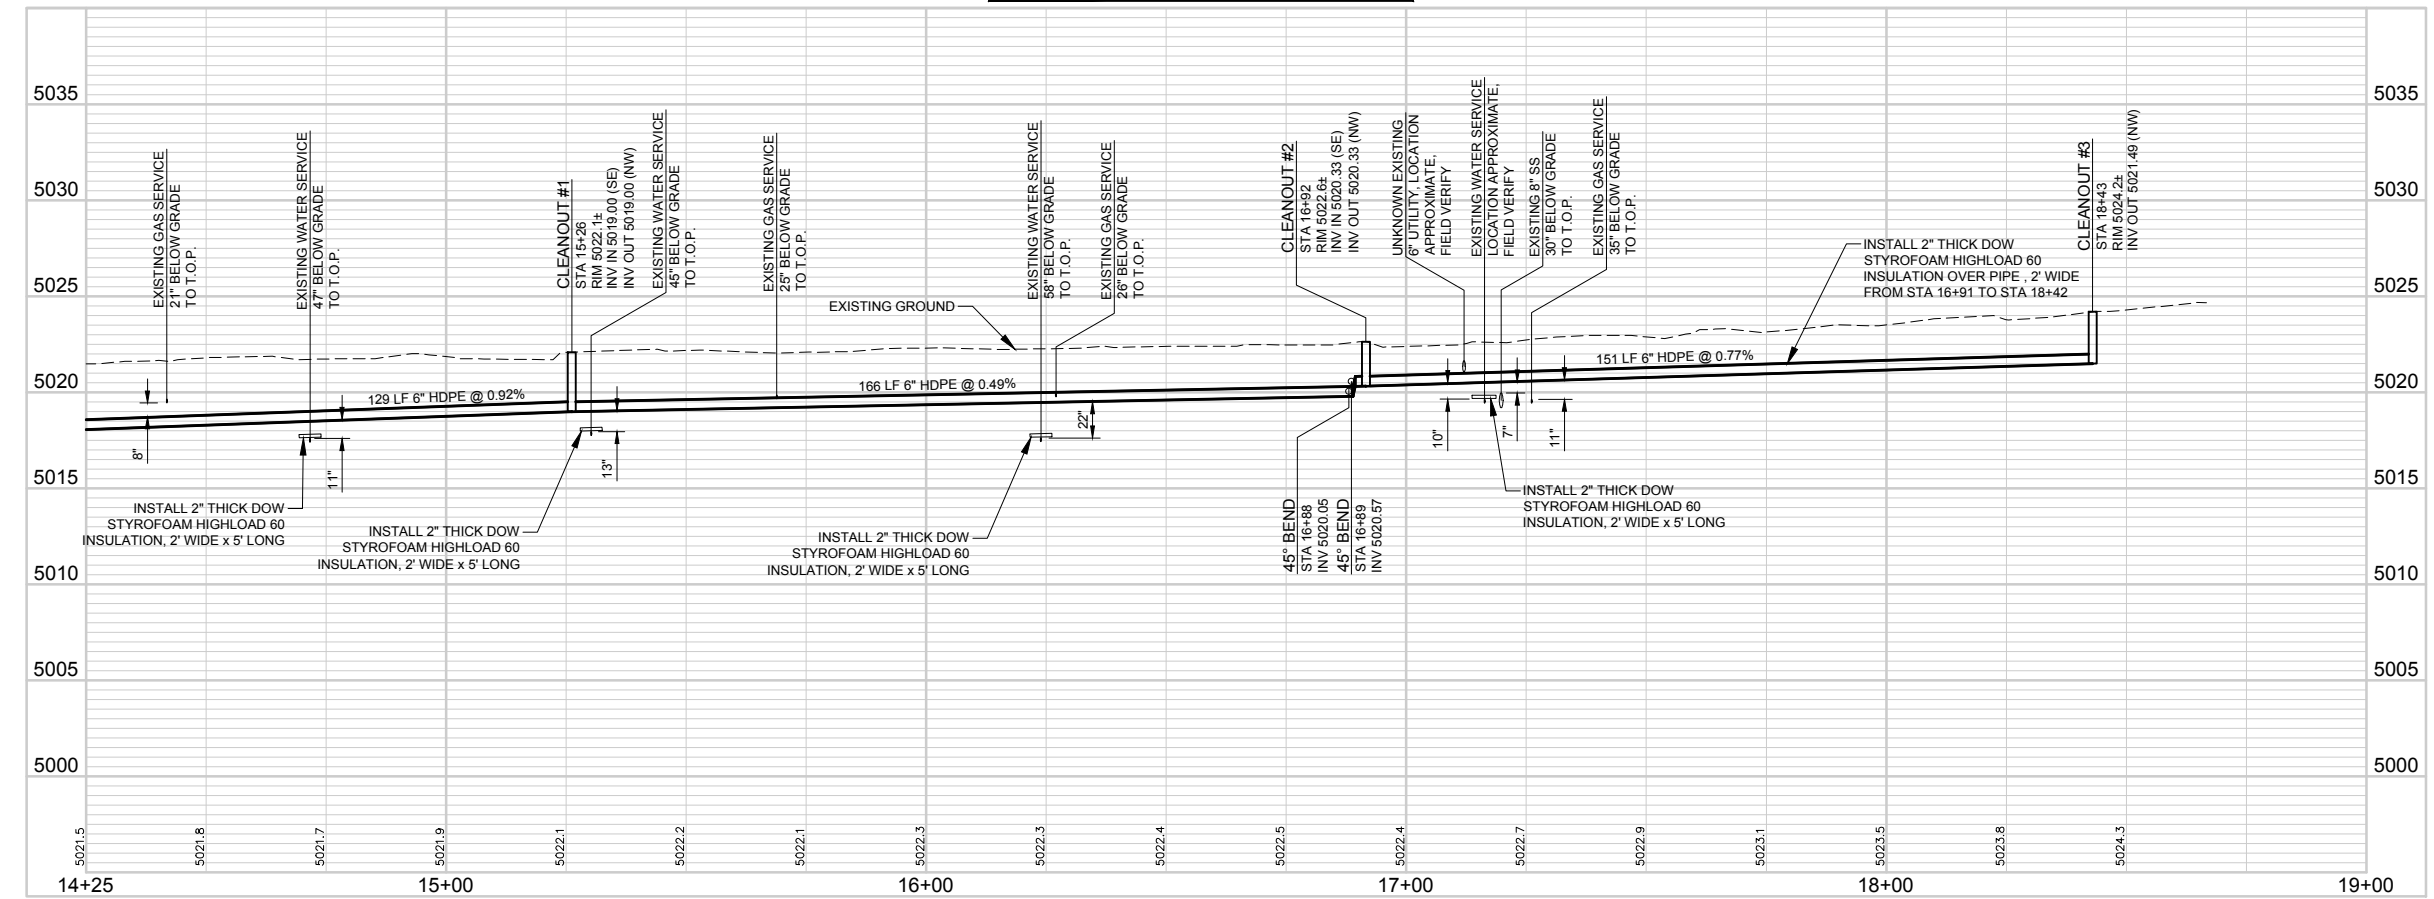 5035
5030
5025
5020
5015
5010
5005
5000
EXISTING GAS SERVICE
21" BELOW GRADE
TO T.O.P.
EXISTING WATER SERVICE
47" BELOW GRADE
TO T.O.P.
CLEANOUT #1
STA 15+26
RIM 5022.1±
INV IN 5019.00 (SE)
INV OUT 5019.00 (NW)
EXISTING WATER SERVICE
45" BELOW GRADE
TO T.O.P.
EXISTING GAS SERVICE
25" BELOW GRADE
TO T.O.P.
EXISTING GROUND
EXISTING WATER SERVICE
58" BELOW GRADE
TO T.O.P.
EXISTING GAS SERVICE
26" BELOW GRADE
TO T.O.P.
CLEANOUT #2
STA 16+92
RIM 5022.6±
INV IN 5020.33 (SE)
INV OUT 5020.33 (NW)
UNKNOWN EXISTING
6" UTILITY, LOCATION
APPROXIMATE,
FIELD VERIFY
EXISTING WATER SERVICE
LOCATION APPROXIMATE,
FIELD VERIFY
EXISTING 8" SS
30" BELOW GRADE
TO T.O.P.
EXISTING GAS SERVICE
35" BELOW GRADE
TO T.O.P.
INSTALL 2" THICK DOW
STYROFOAM HIGHLOAD 60
INSULATION OVER PIPE , 2' WIDE
FROM STA 16+91 TO STA 18+42
CLEANOUT #3
STA 18+43
RIM 5024.2±
INV OUT 5021.49 (NW)
129 LF 6" HDPE @ 0.92%
166 LF 6" HDPE @ 0.49%
151 LF 6" HDPE @ 0.77%
8"
11"
13"
22"
10"
7"
11"
INSTALL 2" THICK DOW
STYROFOAM HIGHLOAD 60
INSULATION, 2' WIDE x 5' LONG
INSTALL 2" THICK DOW
STYROFOAM HIGHLOAD 60
INSULATION, 2' WIDE x 5' LONG
INSTALL 2" THICK DOW
STYROFOAM HIGHLOAD 60
INSULATION, 2' WIDE x 5' LONG
45° BEND
STA 16+88
INV 5020.05
45° BEND
STA 16+89
INV 5020.57
INSTALL 2" THICK DOW
STYROFOAM HIGHLOAD 60
INSULATION, 2' WIDE x 5' LONG
5035
5030
5025
5020
5015
5010
5005
5000
5021.5
5021.8
5021.7
5021.9
5022.1
5022.2
5022.1
5022.3
5022.3
5022.4
5022.5
5022.4
5022.7
5022.9
5023.1
5023.5
5023.8
5024.3
14+25
15+00
16+00
17+00
18+00
19+00